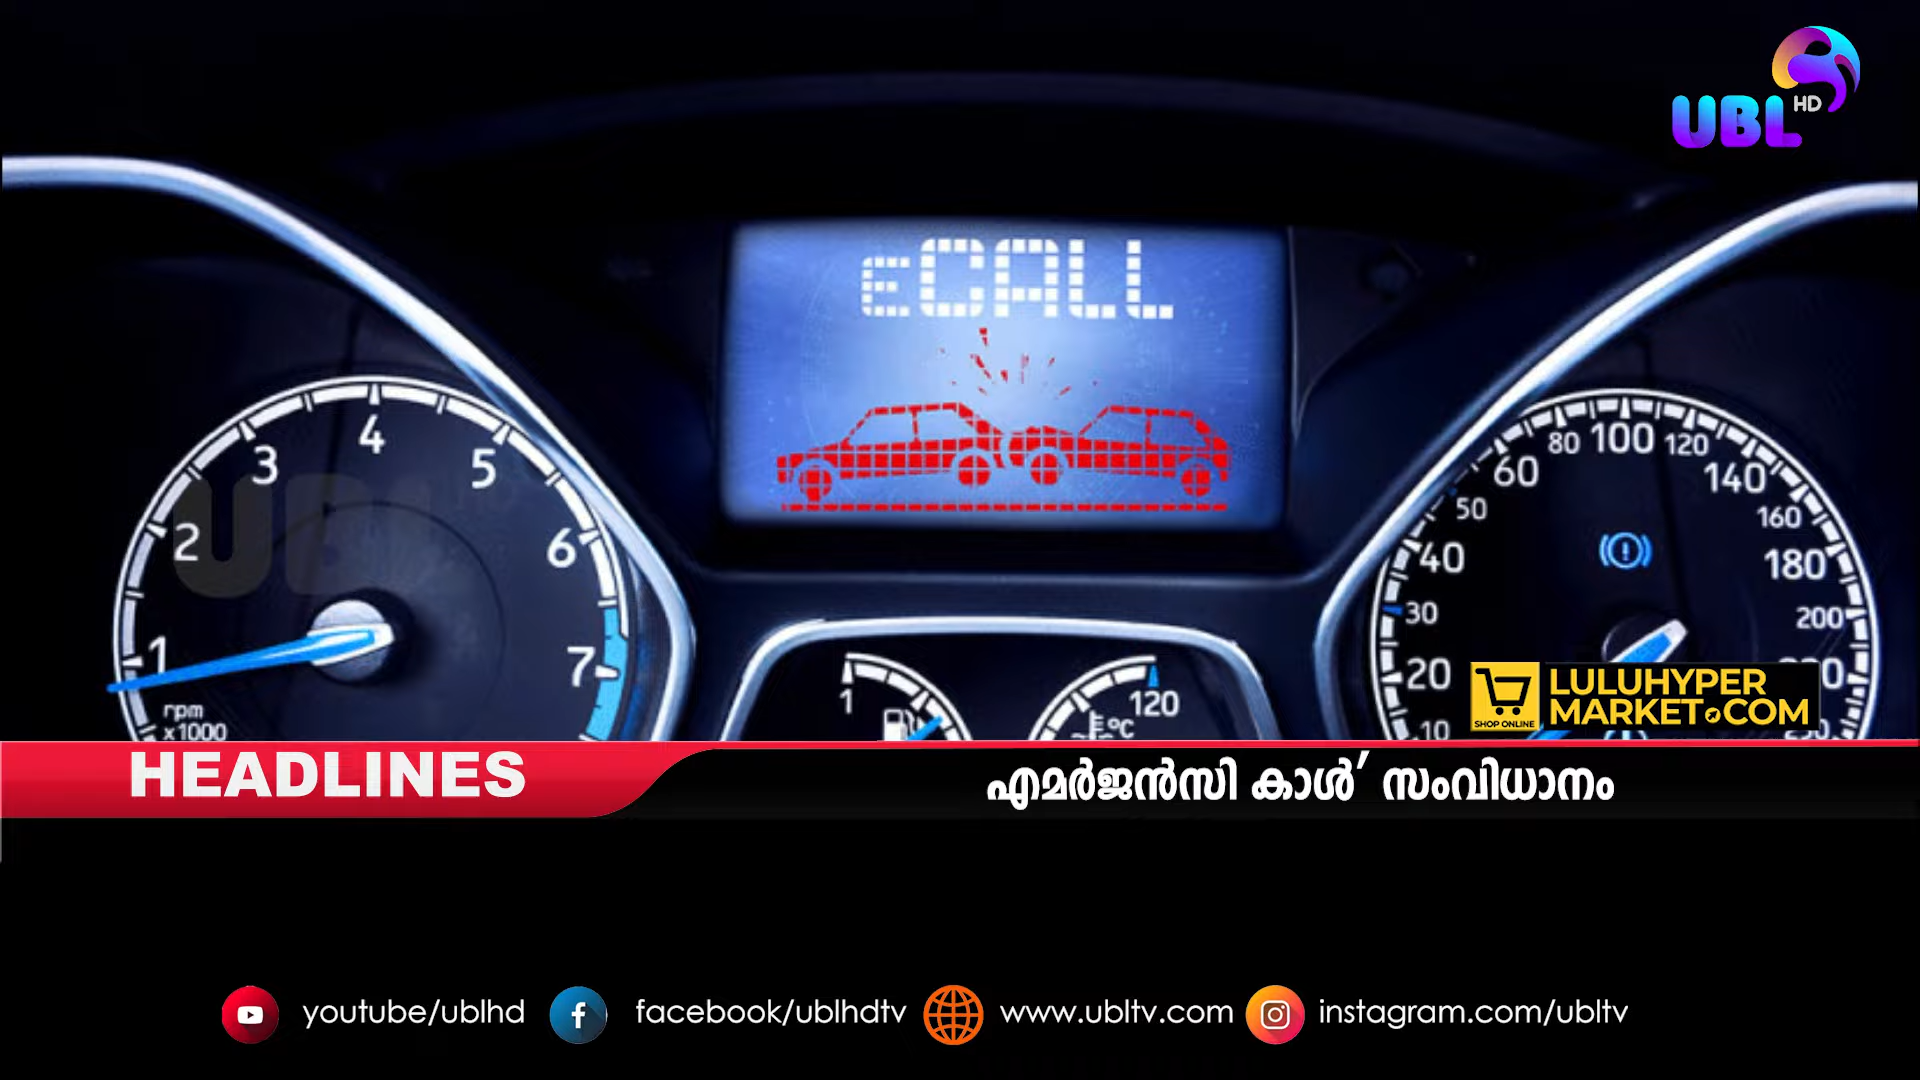 UBL HD
eCALL
1 2 3 4 5 6 7
rpm
x1000
UBL
1
120
°C
10 20 30 40 50 60 80 100 120 140 160 180 200
SHOP ONLINE
LULUHYPER
MARKET.COM
HEADLINES
എമർജൻസി കാൾ' സംവിധാനം
youtube/ublhd
facebook/ublhdtv
www.ubltv.com
instagram.com/ubltv